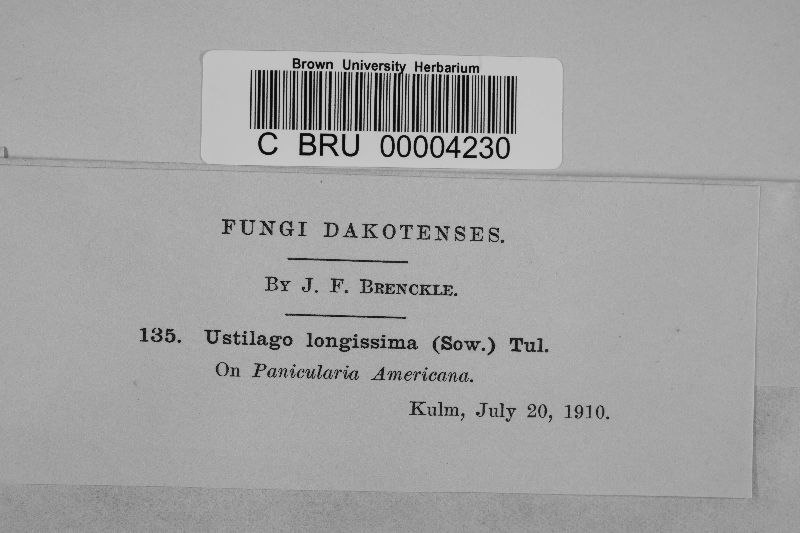 Brown University Herbarium
C BRU 00004230
FUNGI DAKOTENSES.
BY J. F. BRENCKLE.
135. Ustilago longissima (Sow.) Tul.
On Panicularia Americana.
Kulm, July 20, 1910.